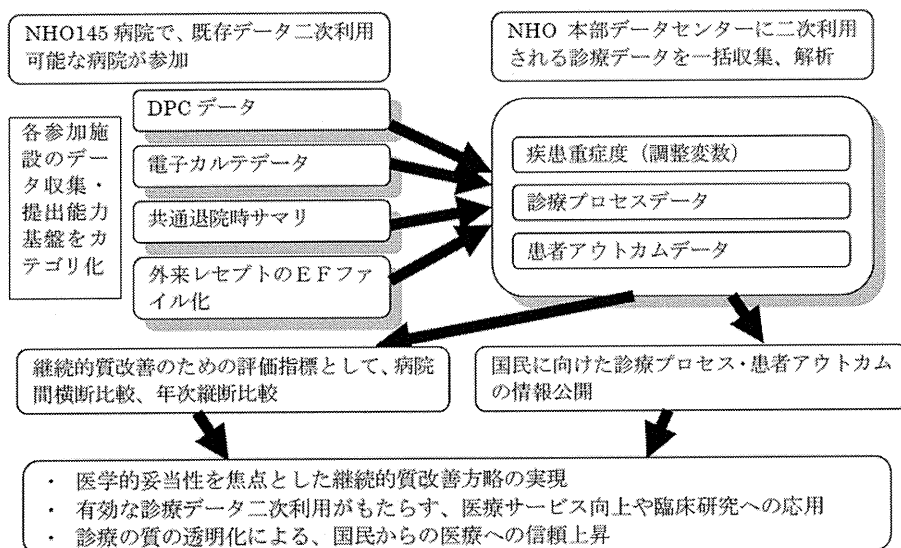 NHO145 病院で、既存データ二次利用
可能な病院が参加
NHO 本部データセンターに二次利用
される診療データを一括収集、解析
各参加施
設のデー
タ収集・
提出能力
基盤をカ
テゴリ化
DPC データ
電子カルテデータ
共通退院時サマリ
外来レセプトのEFファ
イル化
疾患重症度（調整変数）
診療プロセスデータ
患者アウトカムデータ
継続的質改善のための評価指標として、病院
間横断比較、年次縦断比較
国民に向けた診療プロセス・患者アウトカム
の情報公開
・ 医学的妥当性を焦点とした継続的質改善方略の実現
・ 有効な診療データ二次利用がもたらす、医療サービス向上や臨床研究への応用
・ 診療の質の透明化による、国民からの医療への信頼上昇